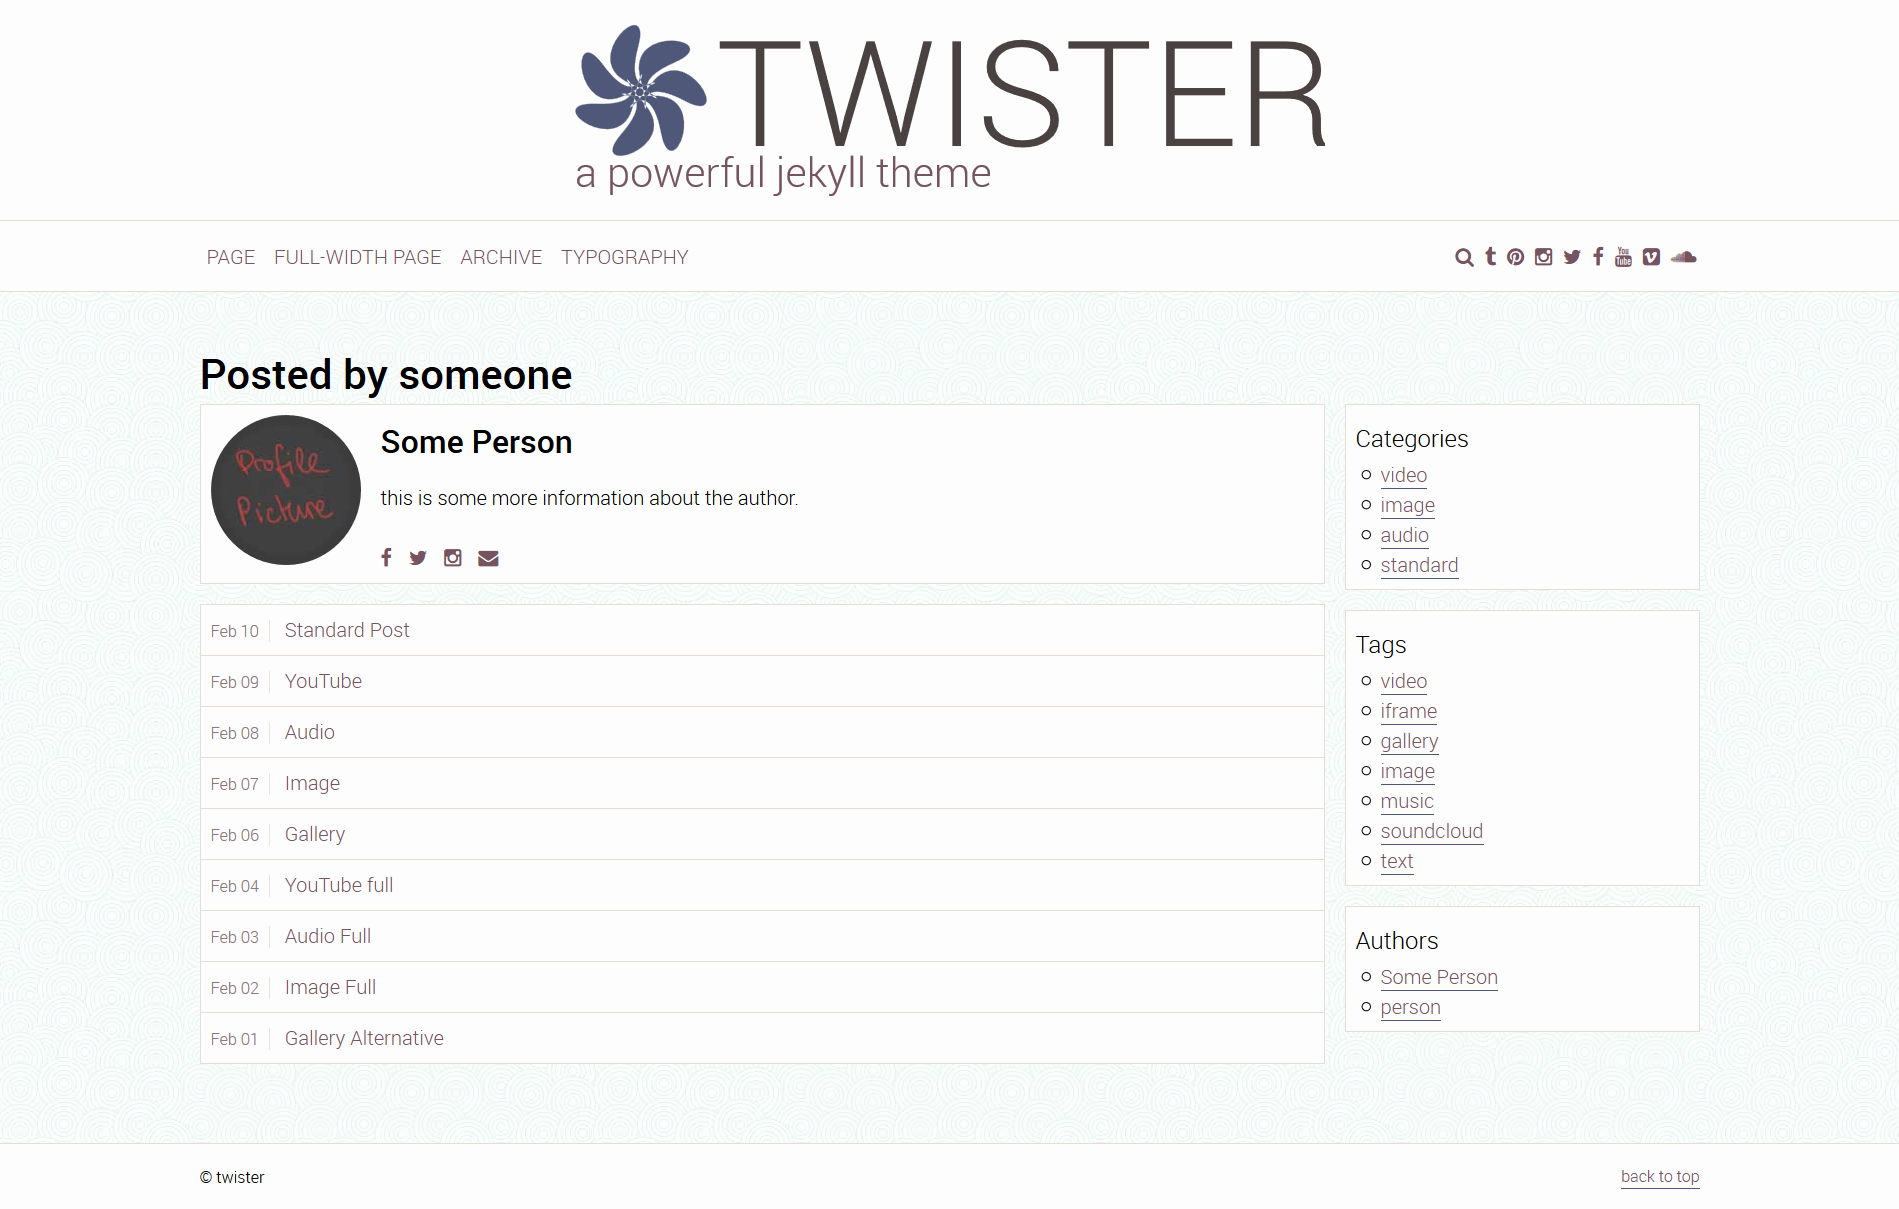 TWISTER
a powerful jekyll theme
PAGE FULL-WIDTH PAGE ARCHIVE TYPOGRAPHY
You
Tube
Posted by someone
Profile
Picture
Some Person
this is some more information about the author.
Feb 10 Standard Post
Feb 09 YouTube
Feb 08 Audio
Feb 07 Image
Feb 06 Gallery
Feb 04 YouTube full
Feb 03 Audio Full
Feb 02 Image Full
Feb 01 Gallery Alternative
Categories
video
image
audio
standard
Tags
video
iframe
gallery
image
music
soundcloud
text
Authors
Some Person
person
© twister
back to top